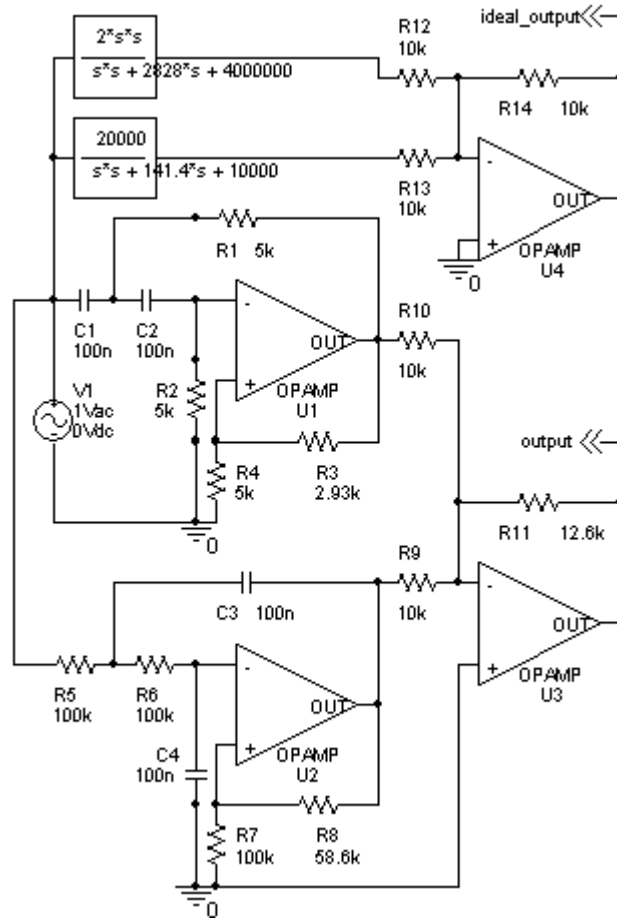 ideal_output
2*s*s
s*s + 2828*s + 4000000
R12
10k
R14 10k
20000
s*s + 141.4*s + 10000
R13
10k
-
+
OUT
OPAMP
U4
0
R1 5k
C1
100n
C2
100n
-
+
OUT
OPAMP
U1
R10
10k
V1
1Vac
0Vdc
R2
5k
R4
5k
R3
2.93k
0
output
R11 12.6k
R9
10k
C3 100n
-
+
OUT
OPAMP
U3
R5
100k
R6
100k
-
+
OUT
OPAMP
U2
C4
100n
R7
100k
R8
58.6k
0